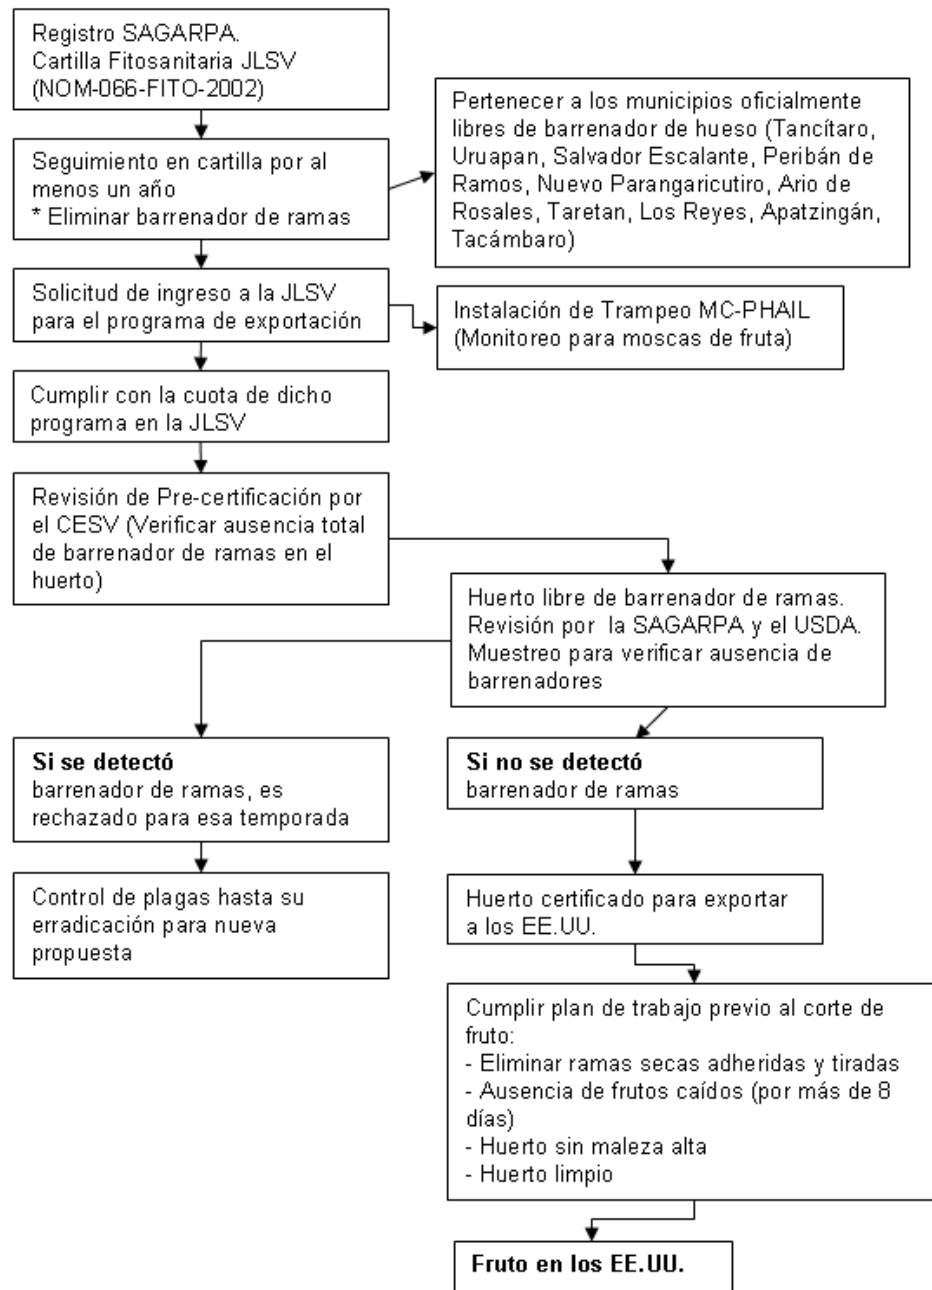 Registro SAGARPA.
Cartilla Fitosanitaria JLSV
(NOM-066-FITO-2002)
Pertenecer a los municipios oficialmente
libres de barrenador de hueso (Tancítaro,
Uruapan, Salvador Escalante, Peribán de
Ramos, Nuevo Parangaricutiro, Ario de
Rosales, Taretan, Los Reyes, Apatzingán,
Tacámbaro)
Seguimiento en cartilla por al
menos un año
* Eliminar barrenador de ramas
Solicitud de ingreso a la JLSV
para el programa de exportación
Instalación de Trampeo MC-PHAIL
(Monitoreo para moscas de fruta)
Cumplir con la cuota de dicho
programa en la JLSV
Revisión de Pre-certificación por
el CESV (Verificar ausencia total
de barrenador de ramas en el
huerto)
Huerto libre de barrenador de ramas.
Revisión por la SAGARPA y el USDA.
Muestreo para verificar ausencia de
barrenadores
Si se detectó
barrenador de ramas, es
rechazado para esa temporada
Si no se detectó
barrenador de ramas
Control de plagas hasta su
erradicación para nueva
propuesta
Huerto certificado para exportar
a los EE.UU.
Cumplir plan de trabajo previo al corte de
fruto:
- Eliminar ramas secas adheridas y tiradas
- Ausencia de frutos caídos (por más de 8
días)
- Huerto sin maleza alta
- Huerto limpio
Fruto en los EE.UU.